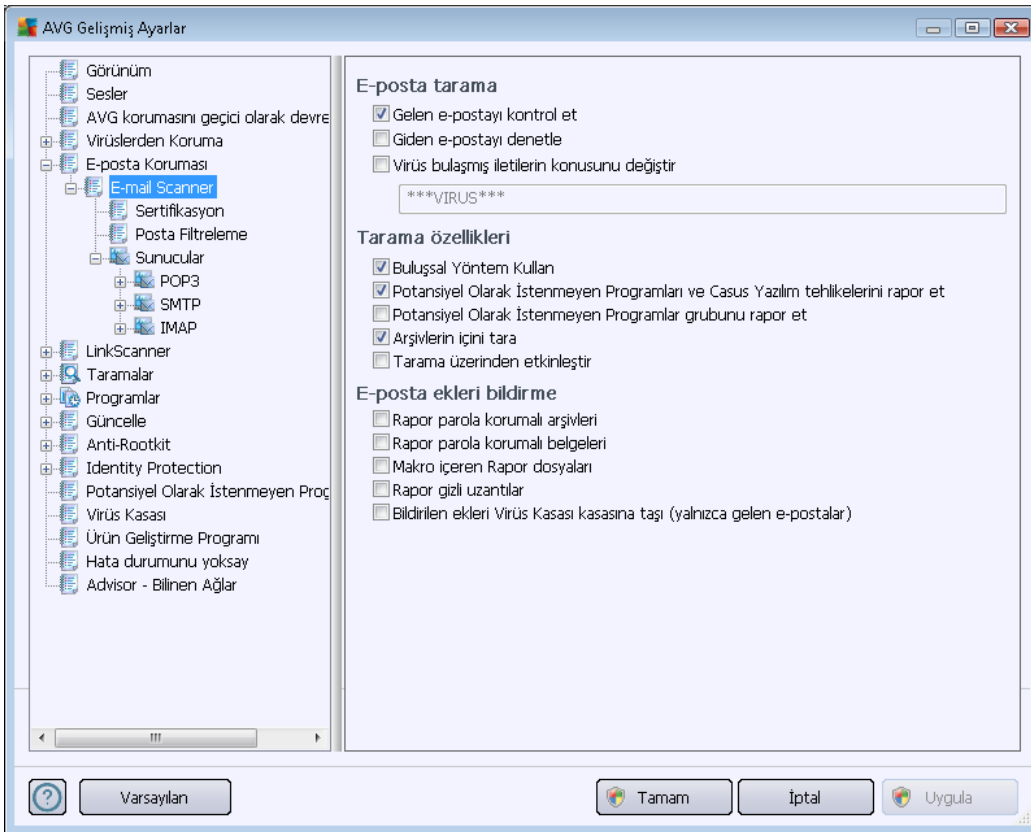 AVG Gelişmiş Ayarlar
Görünüm
Sesler
AVG korumasını geçici olarak devre
Virüslerden Koruma
E-posta Koruması
E-mail Scanner
Sertifikasyon
Posta Filtreleme
Sunucular
POP3
SMTP
IMAP
LinkScanner
Taramalar
Programlar
Güncelle
Anti-Rootkit
Identity Protection
Potansiyel Olarak İstenmeyen Prog
Virüs Kasası
Ürün Geliştirme Programı
Hata durumunu yoksay
Advisor - Bilinen Ağlar
E-posta tarama
Gelen e-postayı kontrol et
Giden e-postayı denetle
Virüs bulaşmış iletilerin konusunu değiştir
***VIRUS***
Tarama özellikleri
Buluşsal Yöntem Kullan
Potansiyel Olarak İstenmeyen Programları ve Casus Yazılım tehlikelerini rapor et
Potansiyel Olarak İstenmeyen Programlar grubunu rapor et
Arşivlerin içini tara
Tarama üzerinden etkinleştir
E-posta ekleri bildirme
Rapor parola korumalı arşivleri
Rapor parola korumalı belgeleri
Makro içeren Rapor dosyaları
Rapor gizli uzantılar
Bildirilen ekleri Virüs Kasası kasasına taşı (yalnızca gelen e-postalar)
Varsayılan
Tamam
İptal
Uygula